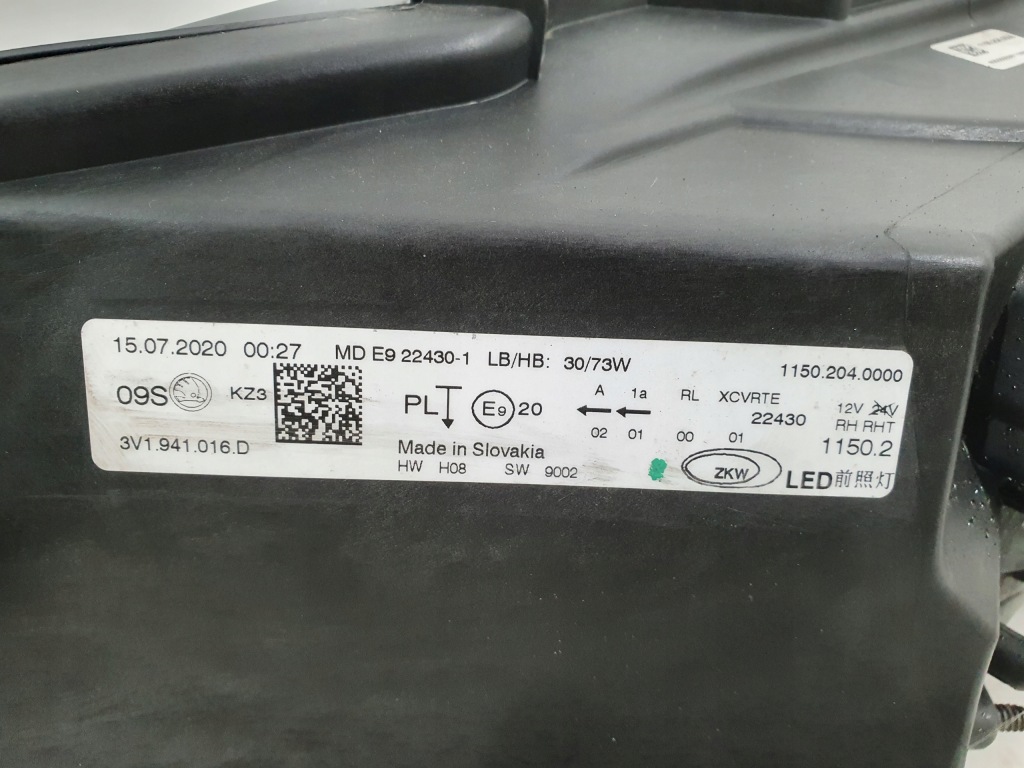 15.07.2020 00:27 MD E9 22430-1 LB/HB: 30/73W 1150.204.0000
09S KZ3 PL E9 20 A 1a RL XCVRTE 12V 24V
22430 RH RHT
02 01 00 01 1150.2
3V1.941.016.D Made in Slovakia
HW H08 SW 9002 ZKW LED前照灯